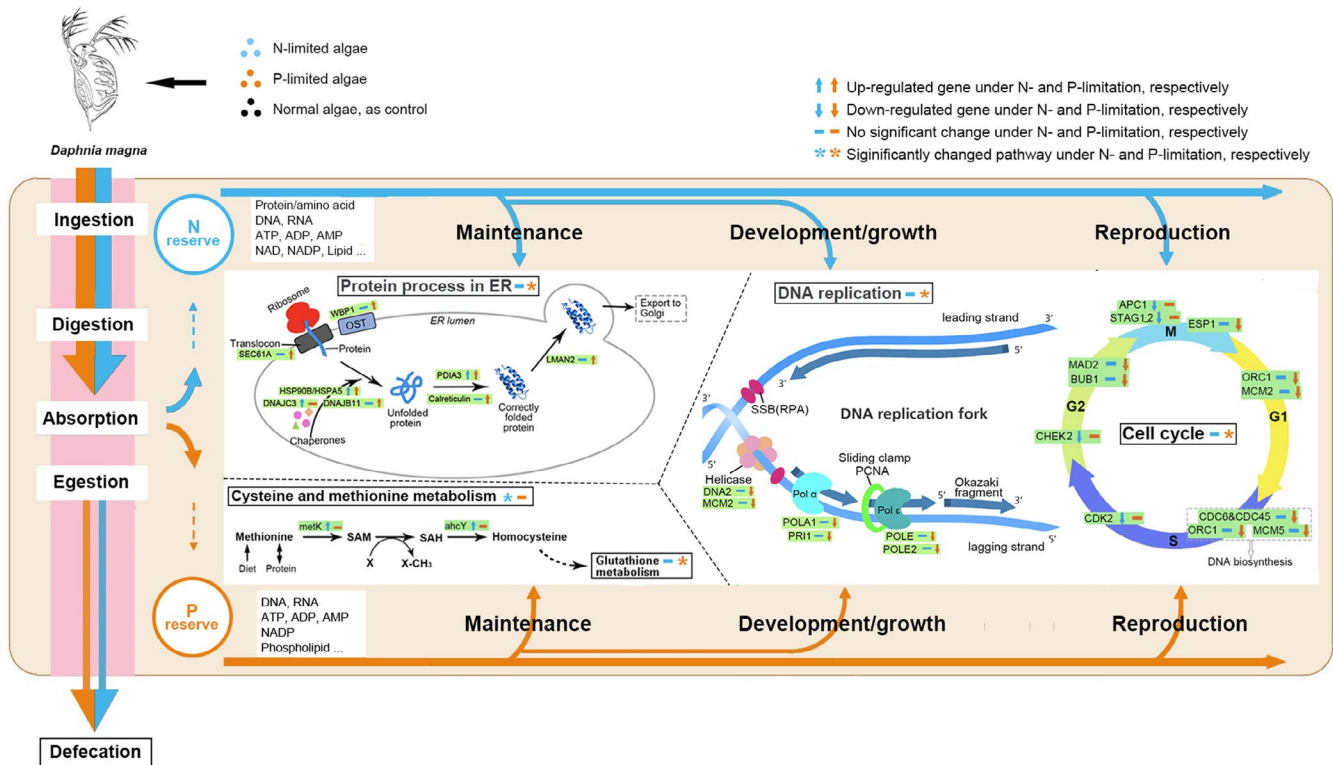 N-limited algae
P-limited algae
Normal algae, as control
Daphnia magna
Up-regulated gene under N- and P-limitation, respectively
Down-regulated gene under N- and P-limitation, respectively
No significant change under N- and P-limitation, respectively
Siginificantly changed pathway under N- and P-limitation, respectively
Ingestion
Digestion
Absorption
Egestion
Defecation
N
reserve
Protein/amino acid
DNA, RNA
ATP, ADP, AMP
NAD, NADP, Lipid ...
Maintenance
Development/growth
Reproduction
Protein process in ER
Ribosome
WBP1
OST
ER lumen
Translocon
SEC61A
Protein
Export to
Golgi
LMAN2
HSP90B/HSPA5
DNAJC3
DNAJB11
Chaperones
Unfolded
protein
PDIA3
Calreticulin
Correctly
folded
protein
Cysteine and methionine metabolism
metK
ahcY
Methionine
SAM
SAH
Homocysteine
Diet
Protein
X
X-CH₃
Glutathione
metabolism
DNA replication
leading strand
3′
5′
3′
SSB(RPA)
3′
DNA replication fork
5′
Helicase
DNA2
MCM2
Pol α
POLA1
PRI1
Sliding clamp
PCNA
Pol ε
POLE
POLE2
Okazaki
fragment
3′
5′
lagging strand
APC1
STAG1,2
ESP1
M
MAD2
BUB1
ORC1
MCM2
G2
G1
CHEK2
Cell cycle
CDK2
S
CDC6&CDC45
ORC1
MCM5
DNA biosynthesis
P
reserve
DNA, RNA
ATP, ADP, AMP
NADP
Phospholipid ...
Maintenance
Development/growth
Reproduction